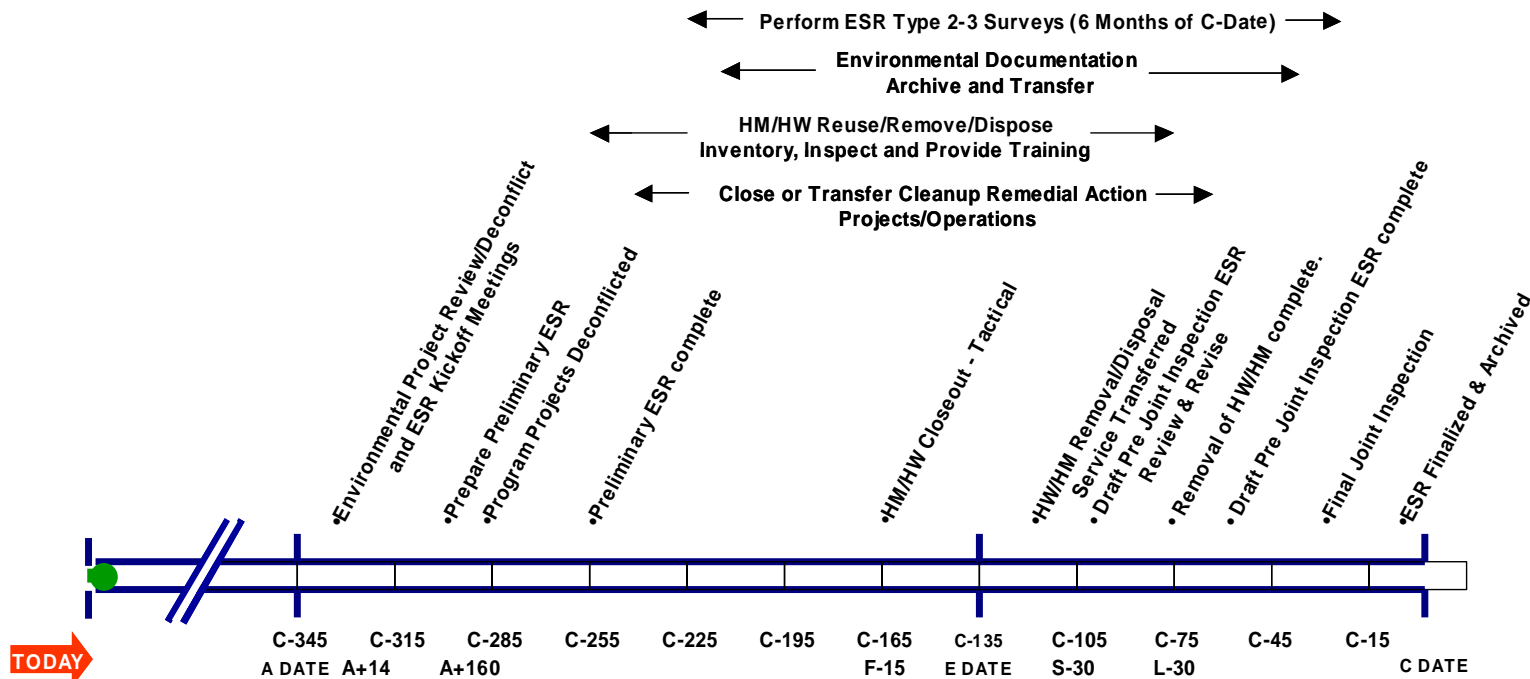 Perform ESR Type 2-3 Surveys (6 Months of C-Date)
Environmental Documentation
Archive and Transfer
HM/HW Reuse/Remove/Dispose
Inventory, Inspect and Provide Training
Close or Transfer Cleanup Remedial Action
Projects/Operations
•Environmental Project Review/Deconflict
and ESR Kickoff Meetings
•Prepare Preliminary ESR
•Program Projects Deconflicted
•Preliminary ESR complete
•HM/HW Closeout - Tactical
•HW/HM Removal/Disposal
Service Transferred
• Draft Pre Joint Inspection ESR
Review & Revise
• Removal of HW/HM complete.
•Draft Pre Joint Inspection ESR complete
•Final Joint Inspection
•ESR Finalized & Archived
C-345 C-315 C-285 C-255 C-225 C-195 C-165 C-135 C-105 C-75 C-45 C-15
TODAY A DATE A+14 A+160 F-15 E DATE S-30 L-30 C DATE